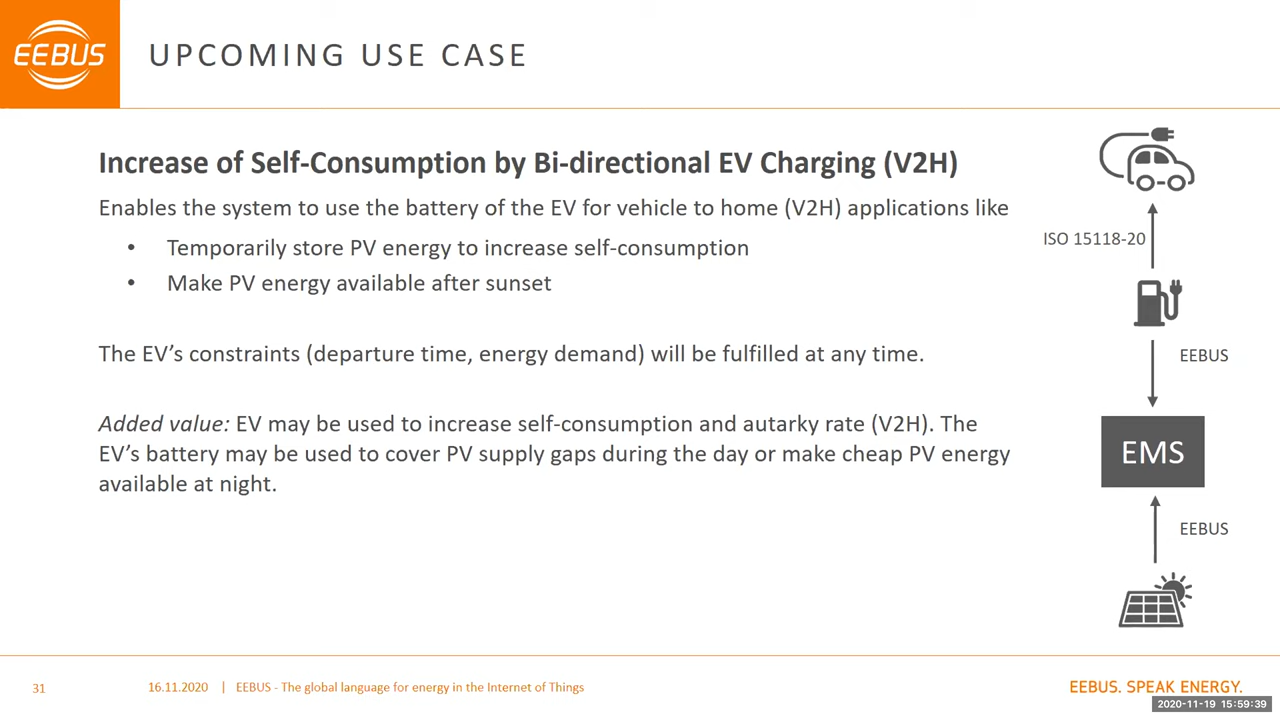 EEBUS
UPCOMING USE CASE
Increase of Self-Consumption by Bi-directional EV Charging (V2H)
Enables the system to use the battery of the EV for vehicle to home (V2H) applications like
• Temporarily store PV energy to increase self-consumption
• Make PV energy available after sunset
The EV’s constraints (departure time, energy demand) will be fulfilled at any time.
Added value: EV may be used to increase self-consumption and autarky rate (V2H). The
EV’s battery may be used to cover PV supply gaps during the day or make cheap PV energy
available at night.
ISO 15118-20
EEBUS
EMS
EEBUS
31
16.11.2020 | EEBUS - The global language for energy in the Internet of Things
EEBUS. SPEAK ENERGY.
2020-11-19 15:59:39